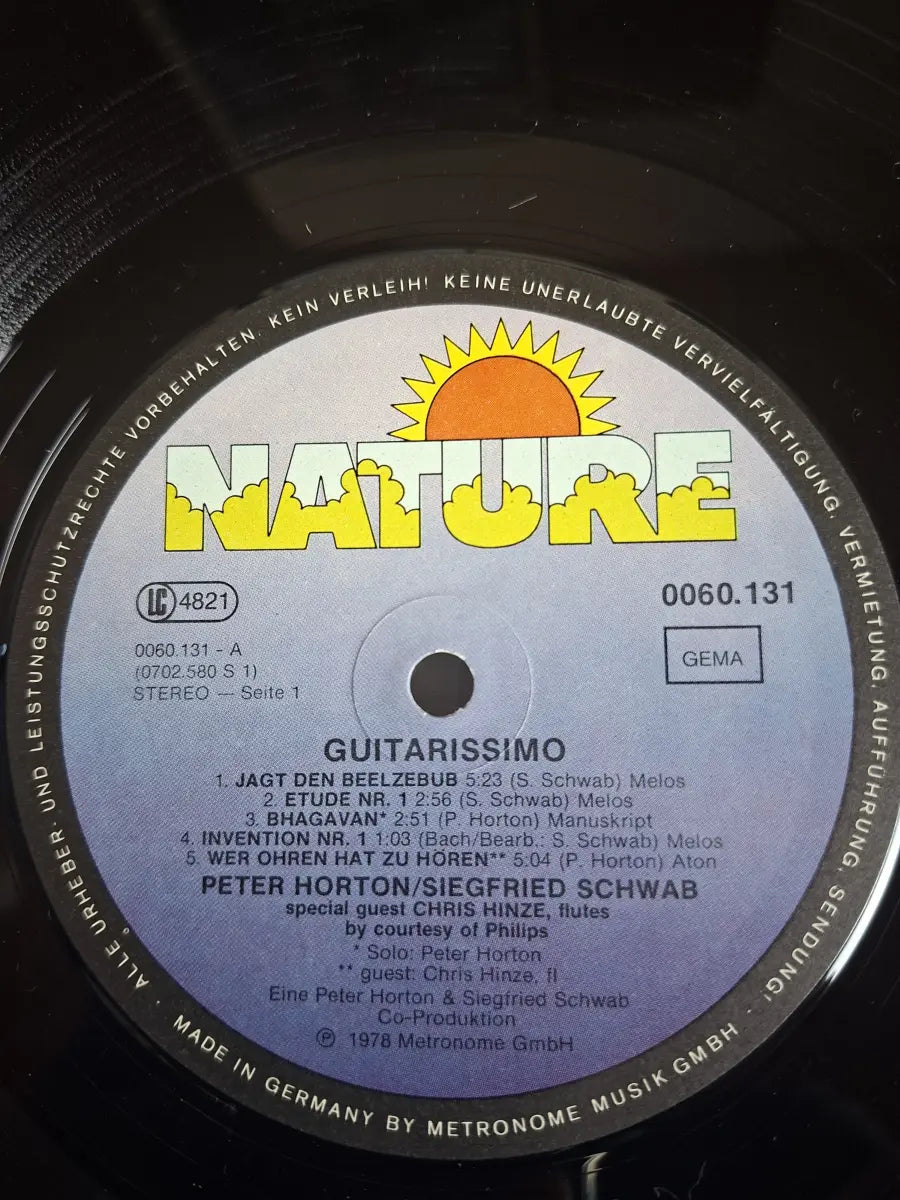 · ALLE URHEBER- UND LEISTUNGSSCHUTZRECHTE VORBEHALTEN. KEIN VERLEIH! KEINE UNERLAUBTE VERVIELFÄLTIGUNG, VERMIETUNG, AUFFÜHRUNG, SENDUNG! ·
NATURE
LC 4821
0060.131
0060.131 - A
(0702.580 S 1)
STEREO — Seite 1
GEMA
GUITARISSIMO
1. JAGT DEN BEELZEBUB 5:23 (S. Schwab) Melos
2. ETUDE NR. 1 2:56 (S. Schwab) Melos
3. BHAGAVAN* 2:51 (P. Horton) Manuskript
4. INVENTION NR. 1 1:03 (Bach/Bearb.: S. Schwab) Melos
5. WER OHREN HAT ZU HÖREN** 5:04 (P. Horton) Aton
PETER HORTON/SIEGFRIED SCHWAB
special guest CHRIS HINZE, flutes
by courtesy of Philips
* Solo: Peter Horton
** guest: Chris Hinze, fl
Eine Peter Horton & Siegfried Schwab
Co-Produktion
℗ 1978 Metronome GmbH
MADE IN GERMANY BY METRONOME MUSIK GMBH ·